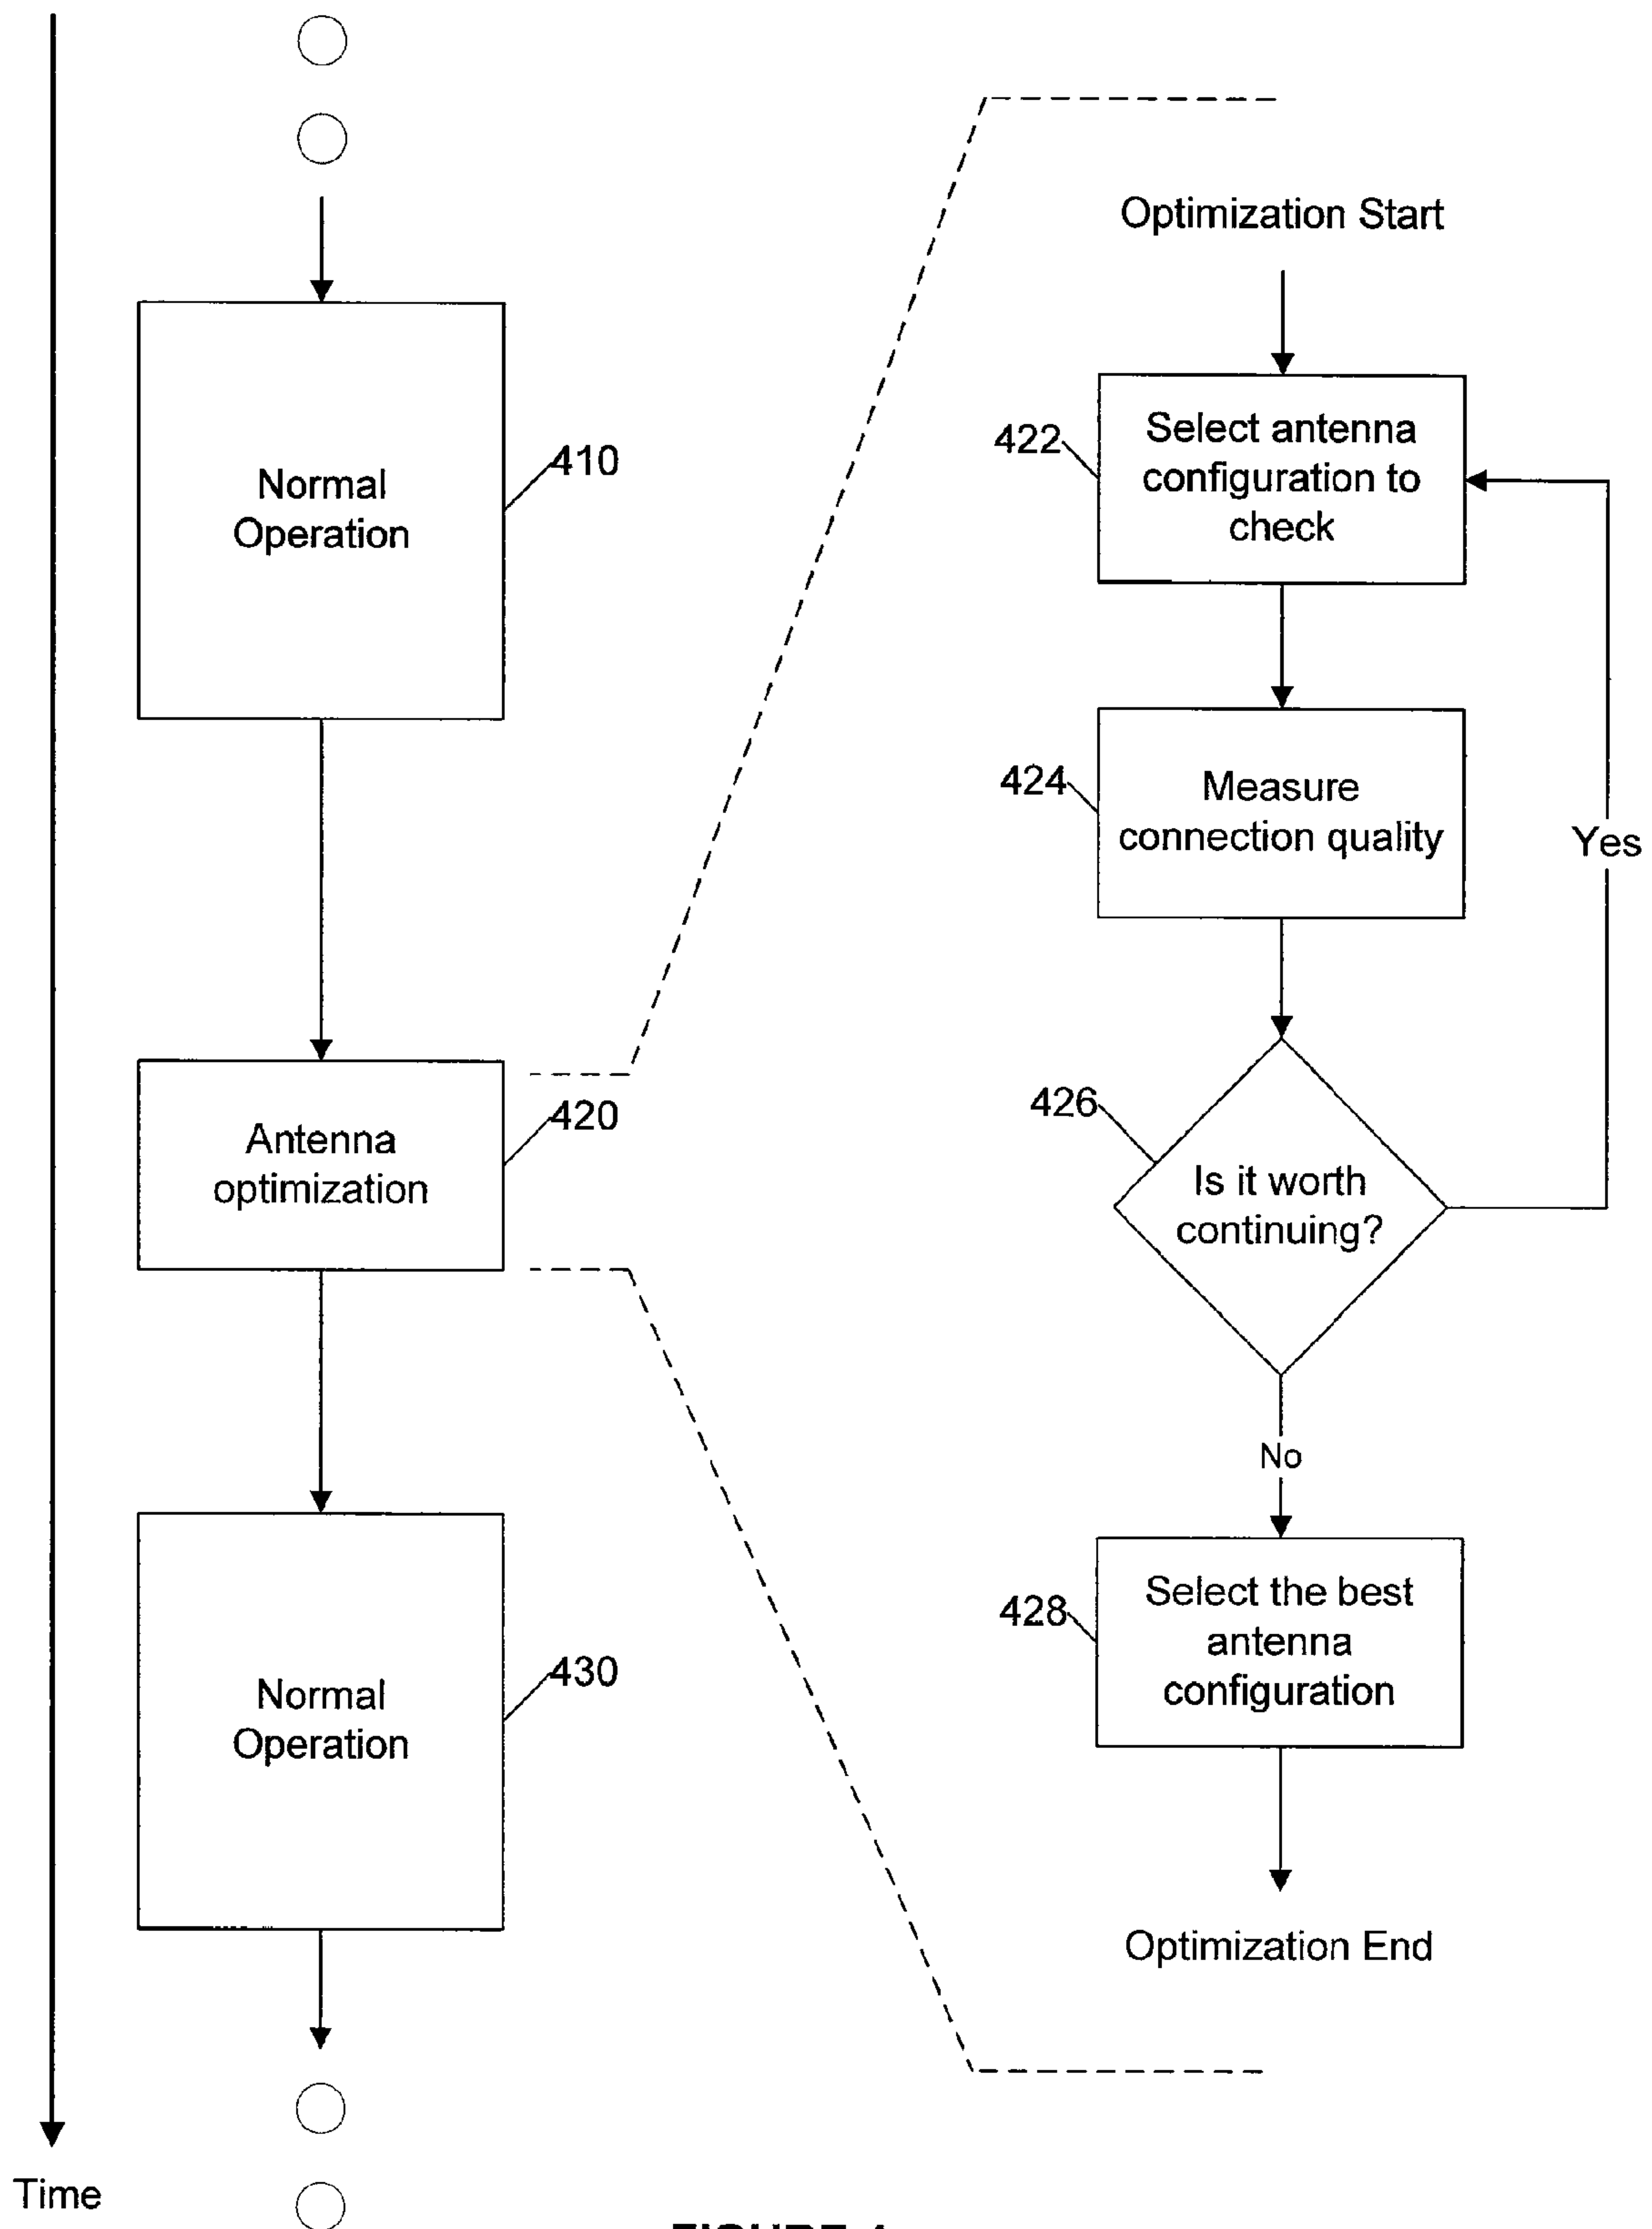 Normal
Operation
410
Antenna
optimization
420
Normal
Operation
430
Time
Optimization Start
Select antenna
configuration to
check
422
Measure
connection quality
424
Yes
Is it worth
continuing?
426
No
Select the best
antenna
configuration
428
Optimization End